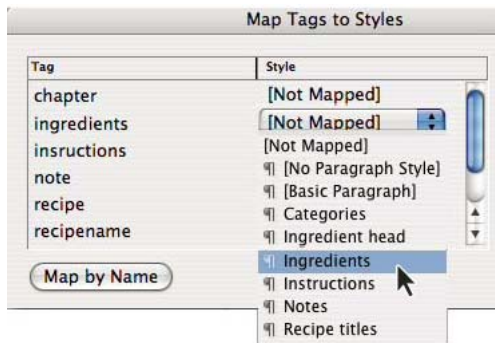 Map Tags to Styles
Tag Style
chapter [Not Mapped]
ingredients [Not Mapped]
insructions [Not Mapped]
note ¶ [No Paragraph Style]
¶ [Basic Paragraph]
recipe ¶ Categories
recipename ¶ Ingredient head
¶ Ingredients
Map by Name ¶ Instructions
¶ Notes
¶ Recipe titles